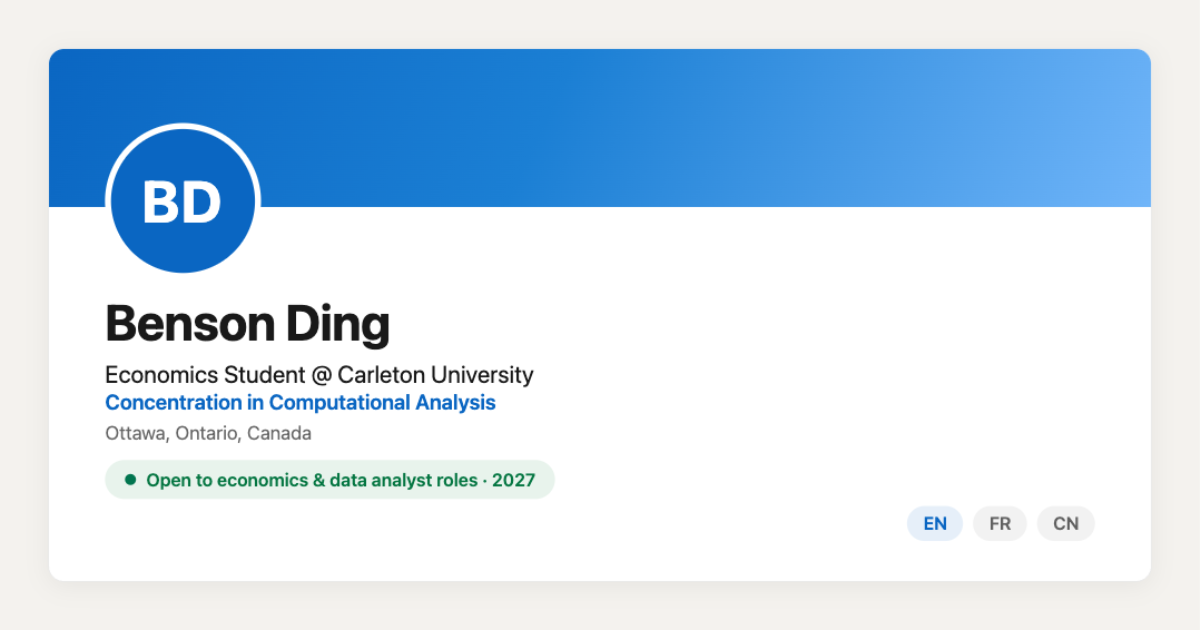 BD
Benson Ding
Economics Student @ Carleton University
Concentration in Computational Analysis
Ottawa, Ontario, Canada
Open to economics & data analyst roles · 2027
EN FR CN